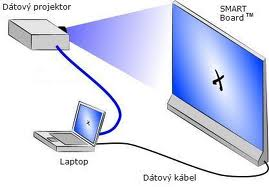 Dátový projektor
SMART
Board™
Laptop
Dátový kábel